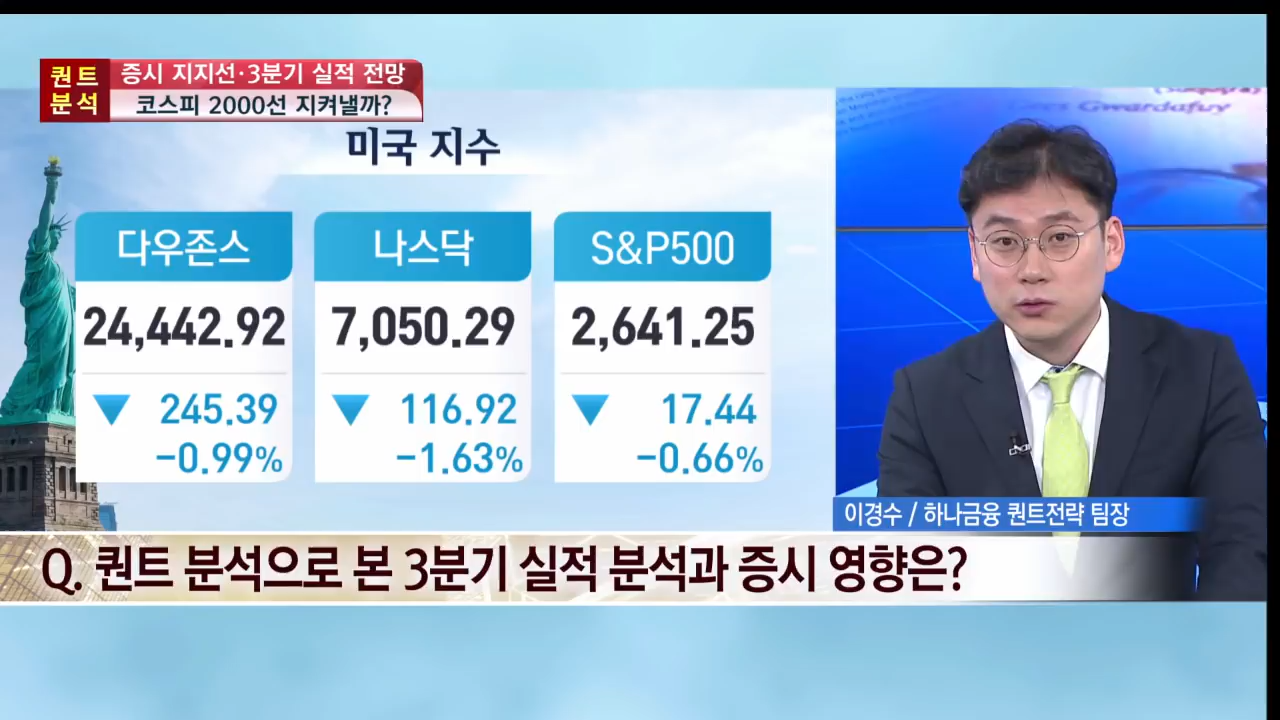 퀀트
분석
증시 지지선·3분기 실적 전망
코스피 2000선 지켜낼까?
미국 지수
다우존스
24,442.92
▼ 245.39
-0.99%
나스닥
7,050.29
▼ 116.92
-1.63%
S&P500
2,641.25
▼ 17.44
-0.66%
Gwardafuy
이경수 / 하나금융 퀀트전략 팀장
Q. 퀀트 분석으로 본 3분기 실적 분석과 증시 영향은?